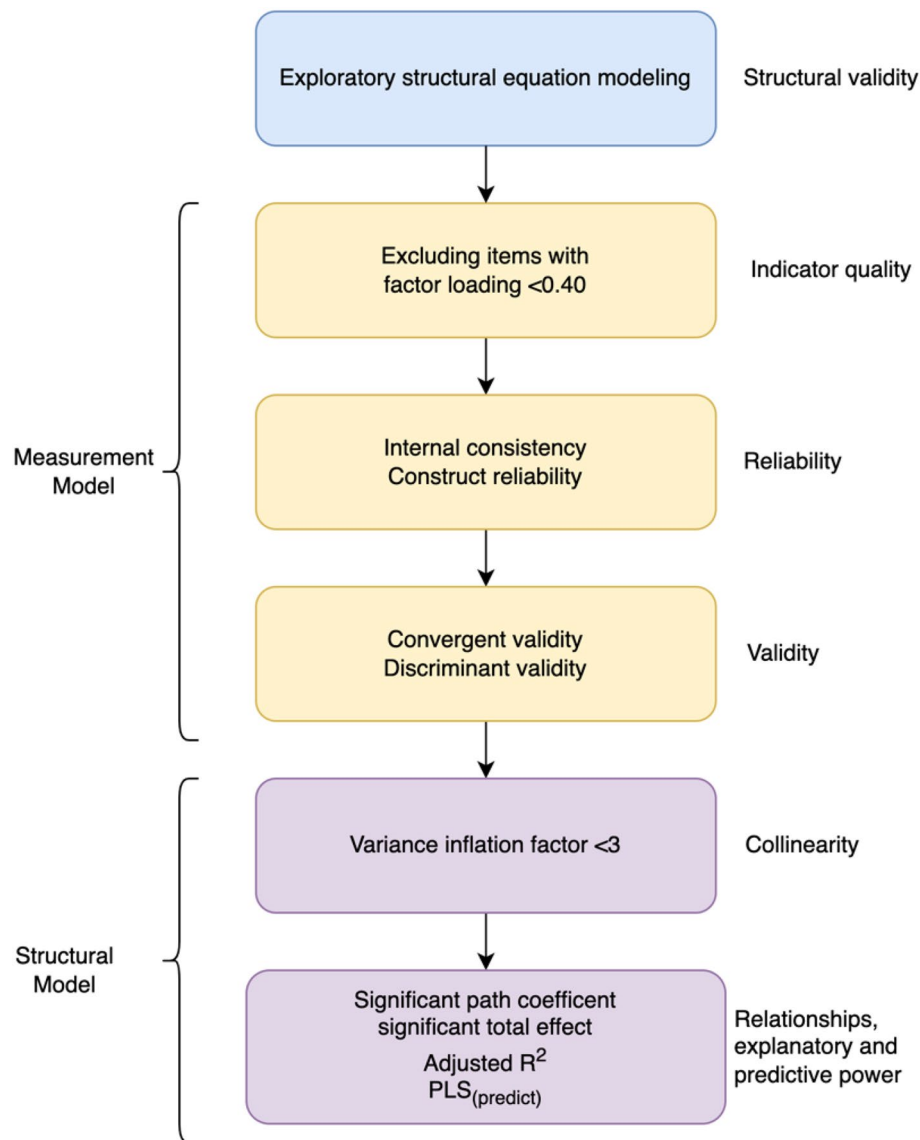 Exploratory structural equation modeling
Structural validity
Excluding items with
factor loading <0.40
Indicator quality
Measurement
Model
Internal consistency
Construct reliability
Reliability
Convergent validity
Discriminant validity
Validity
Variance inflation factor <3
Collinearity
Structural
Model
Significant path coefficent
significant total effect
Adjusted R²
PLS(predict)
Relationships,
explanatory and
predictive power